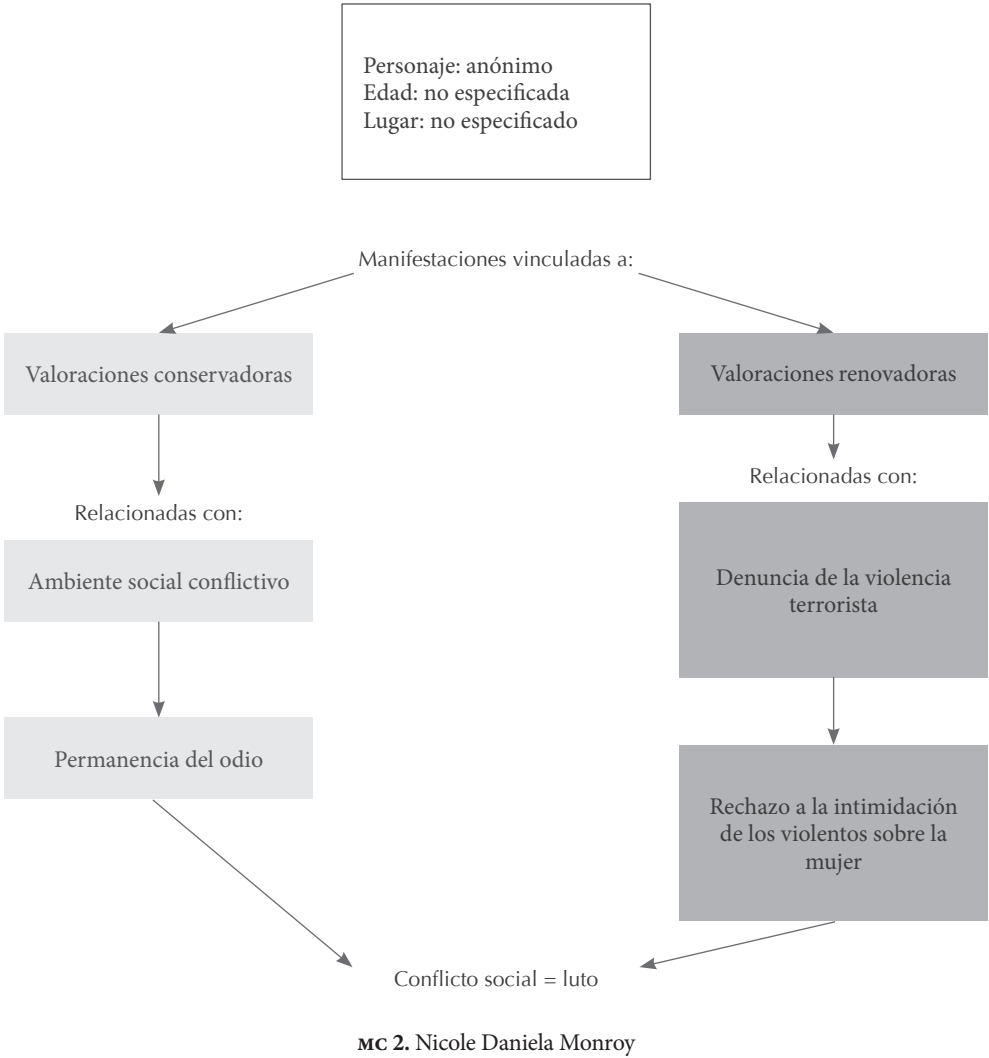 Personaje: anónimo
Edad: no especificada
Lugar: no especificado
Manifestaciones vinculadas a:
Valoraciones conservadoras
Relacionadas con:
Ambiente social conflictivo
Permanencia del odio
Valoraciones renovadoras
Relacionadas con:
Denuncia de la violencia
terrorista
Rechazo a la intimidación
de los violentos sobre la
mujer
Conflicto social = luto
MC 2. Nicole Daniela Monroy